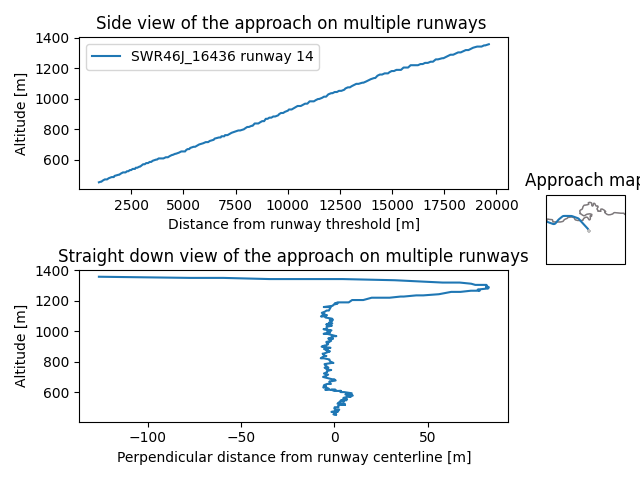 Side view of the approach on multiple runways
1400
1200
1000
800
600
Altitude [m]
SWR46J_16436 runway 14
2500 5000 7500 10000 12500 15000 17500 20000
Distance from runway threshold [m]
Approach map
Straight down view of the approach on multiple runways
1400
1200
1000
800
600
Altitude [m]
−100 −50 0 50
Perpendicular distance from runway centerline [m]